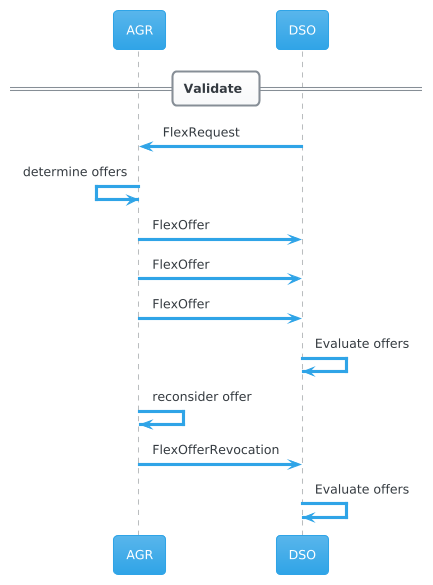 AGR
DSO
Validate
FlexRequest
determine offers
FlexOffer
FlexOffer
FlexOffer
Evaluate offers
reconsider offer
FlexOfferRevocation
Evaluate offers
AGR
DSO